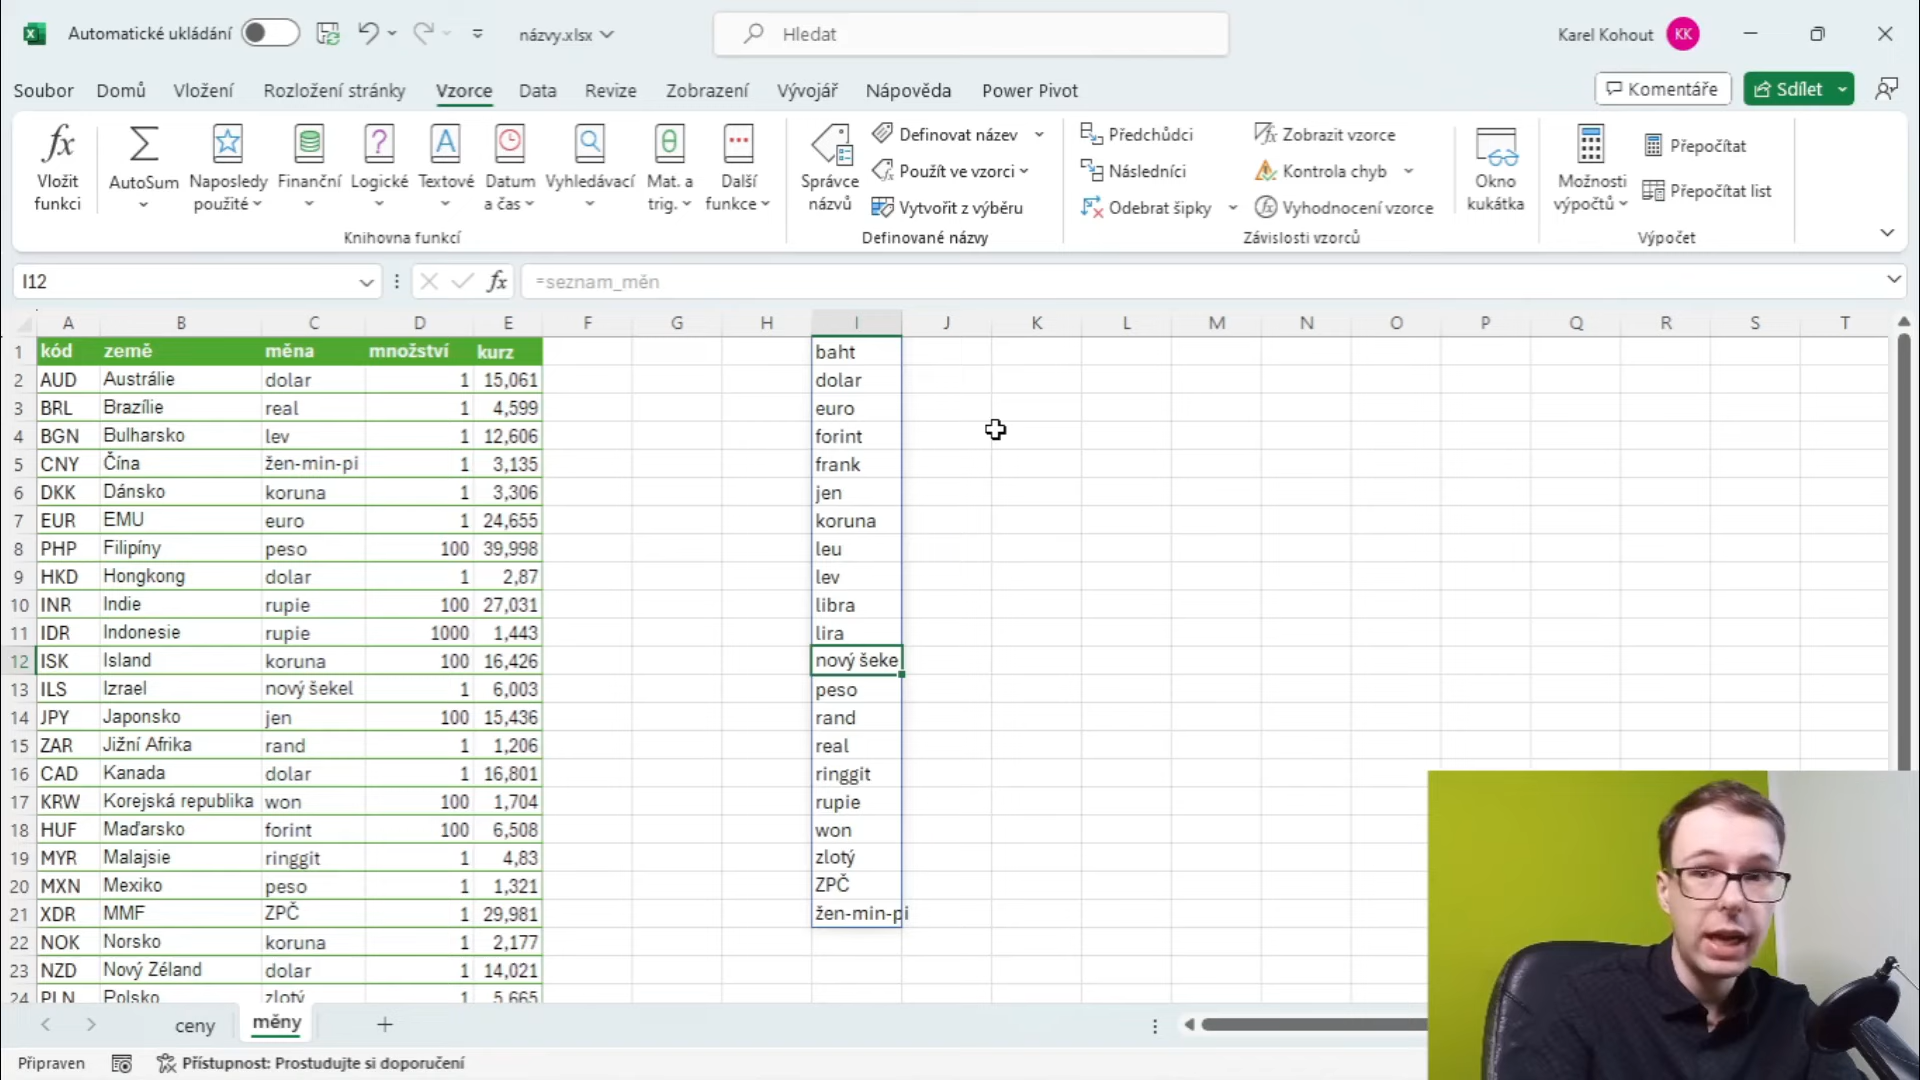 Automatické ukládání
názvy.xlsx
Hledat
Karel Kohout
KK
Soubor
Domů
Vložení
Rozložení stránky
Vzorce
Data
Revize
Zobrazení
Vývojář
Nápověda
Power Pivot
Komentáře
Sdílet
Vložit funkci
AutoSum
Naposledy použité
Finanční
Logické
Textové
Datum a čas
Vyhledávací
Mat. a trig.
Další funkce
Knihovna funkcí
Správce názvů
Definovat název
Použít ve vzorci
Vytvořit z výběru
Definované názvy
Předchůdci
Následníci
Odebrat šipky
Zobrazit vzorce
Kontrola chyb
Vyhodnocení vzorce
Závislosti vzorců
Okno kukátka
Možnosti výpočtů
Přepočítat
Přepočítat list
Výpočet
I12
fx
=seznam_měn
A B C D E F G H I J K L M N O P Q R S T
1 kód země měna množství kurz baht
2 AUD Austrálie dolar 1 15,061 dolar
3 BRL Brazílie real 1 4,599 euro
4 BGN Bulharsko lev 1 12,606 forint
5 CNY Čína žen-min-pi 1 3,135 frank
6 DKK Dánsko koruna 1 3,306 jen
7 EUR EMU euro 1 24,655 koruna
8 PHP Filipíny peso 100 39,998 leu
9 HKD Hongkong dolar 1 2,87 lev
10 INR Indie rupie 100 27,031 libra
11 IDR Indonesie rupie 1000 1,443 lira
12 ISK Island koruna 100 16,426 nový šeke
13 ILS Izrael nový šekel 1 6,003 peso
14 JPY Japonsko jen 100 15,436 rand
15 ZAR Jižní Afrika rand 1 1,206 real
16 CAD Kanada dolar 1 16,801 ringgit
17 KRW Korejská republika won 100 1,704 rupie
18 HUF Maďarsko forint 100 6,508 won
19 MYR Malajsie ringgit 1 4,83 zlotý
20 MXN Mexiko peso 1 1,321 ZPČ
21 XDR MMF ZPČ 1 29,981 žen-min-pi
22 NOK Norsko koruna 1 2,177
23 NZD Nový Zéland dolar 1 14,021
24 PLN Polsko zlotý 1 5,665
ceny
měny
Připraven
Přístupnost: Prostudujte si doporučení